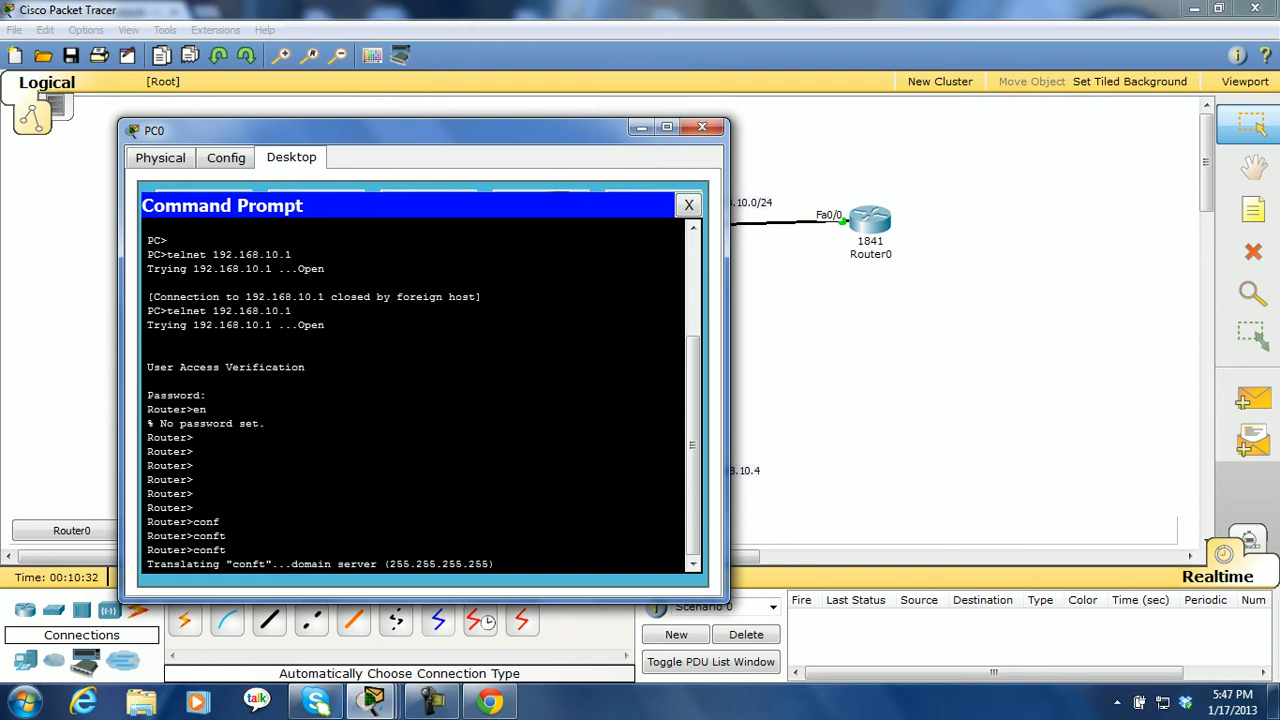 Cisco Packet Tracer
File Edit Options View Tools Extensions Help
Logical
[Root]
New Cluster
Move Object
Set Tiled Background
Viewport
PC0
Physical
Config
Desktop
Command Prompt
X
PC>
PC>telnet 192.168.10.1
Trying 192.168.10.1 ...Open
[Connection to 192.168.10.1 closed by foreign host]
PC>telnet 192.168.10.1
Trying 192.168.10.1 ...Open
User Access Verification
Password:
Router>en
% No password set.
Router>
Router>
Router>
Router>
Router>
Router>
Router>conf
Router>conft
Router>conft
Translating "conft"...domain server (255.255.255.255)
.10.0/24
Fa0/0
1841
Router0
.10.4
Router0
Time: 00:10:32
Realtime
Connections
Automatically Choose Connection Type
Scenario 0
New
Delete
Toggle PDU List Window
Fire Last Status Source Destination Type Color Time (sec) Periodic Num
talk
5:47 PM
1/17/2013